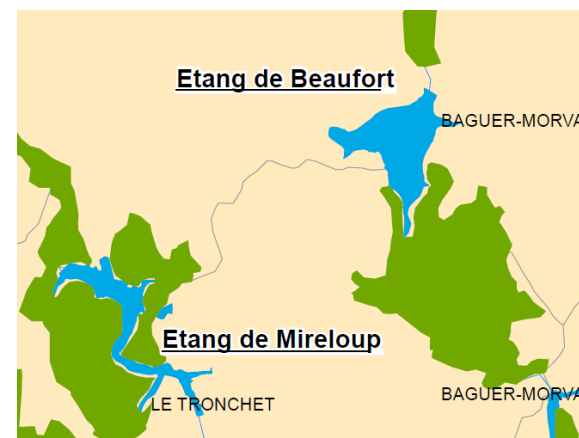 Etang de Beaufort
BAGUER-MORVA
Etang de Mireloup
BAGUER-MORVA
LE TRONCHET